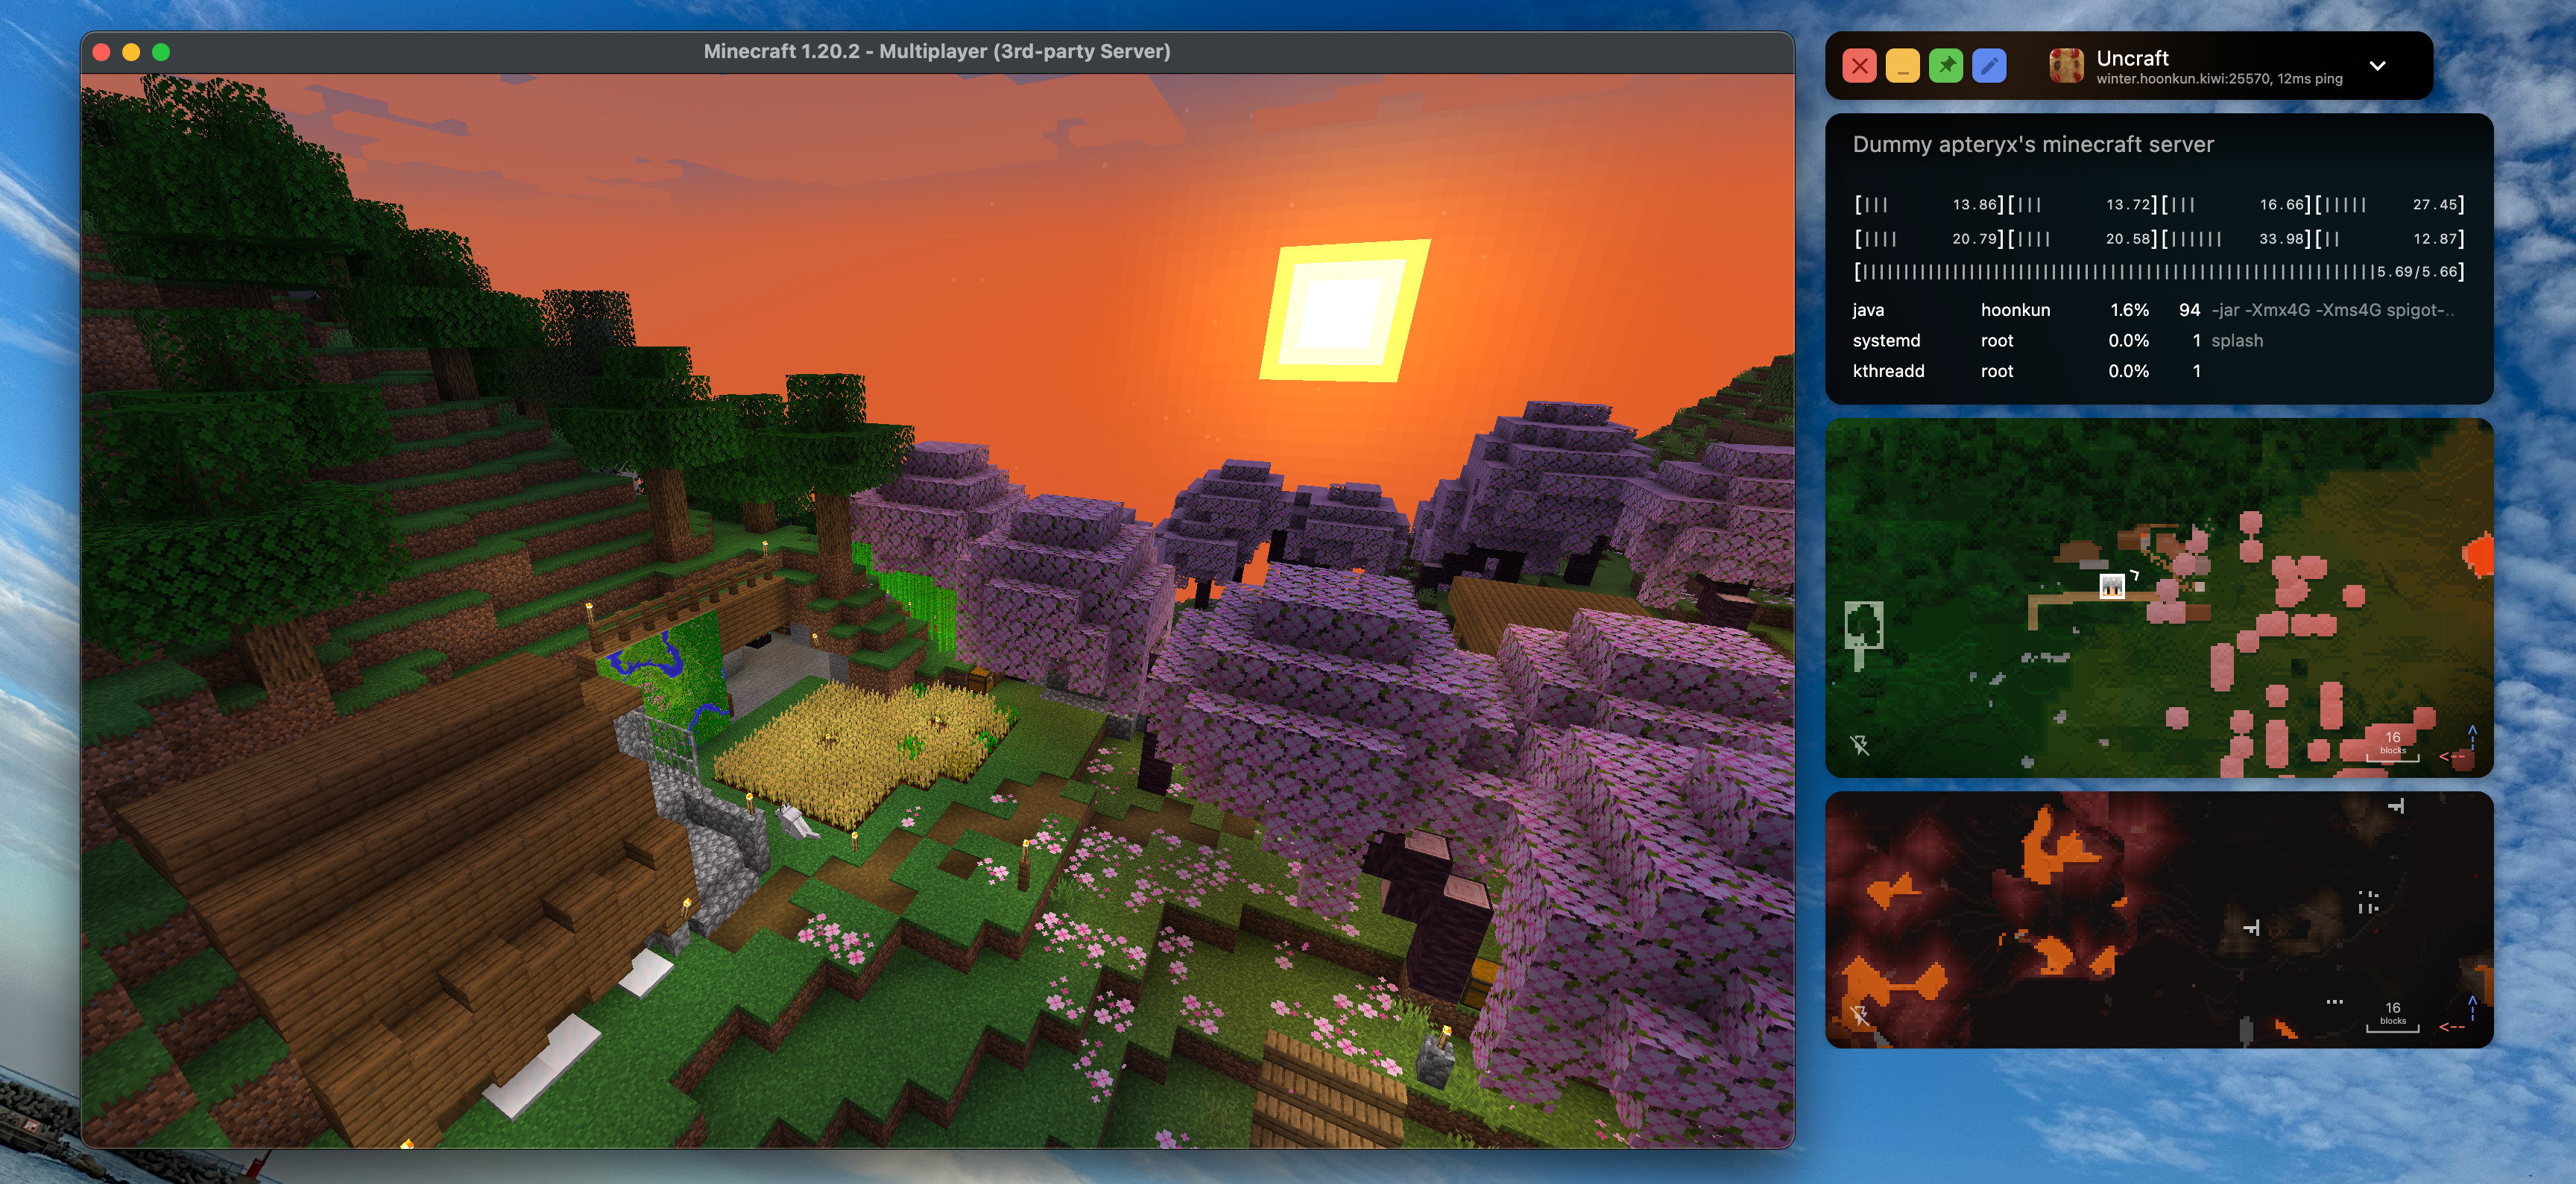 Minecraft 1.20.2 - Multiplayer (3rd-party Server)
Uncraft
winter.hoonkun.kiwi:25570, 12ms ping
Dummy apteryx's minecraft server
[||| 13.86][||| 13.72][||| 16.66][||||| 27.45]
[|||| 20.79][|||| 20.58][|||||| 33.98][|| 12.87]
[||||||||||||||||||||||||||||||||||||||||||||||||||||||||||||||| 5.69/5.66]
java hoonkun 1.6% 94 -jar -Xmx4G -Xms4G spigot-..
systemd root 0.0% 1 splash
kthreadd root 0.0% 1
16
blocks
16
blocks